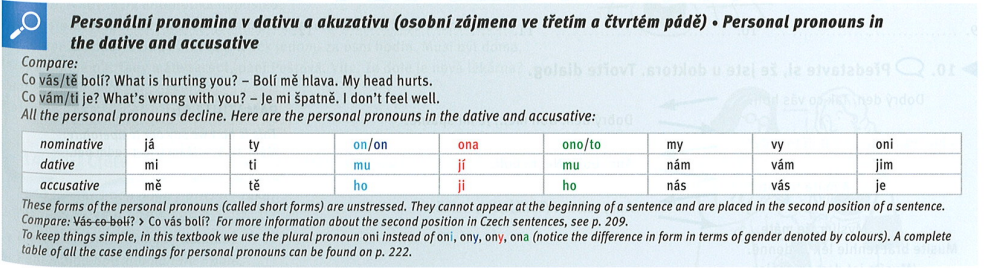 Personální pronomina v dativu a akuzativu (osobní zájmena ve třetím a čtvrtém pádě) • Personal pronouns in
the dative and accusative
Compare:
Co vás/tě bolí? What is hurting you? – Bolí mě hlava. My head hurts.
Co vám/ti je? What's wrong with you? – Je mi špatně. I don't feel well.
All the personal pronouns decline. Here are the personal pronouns in the dative and accusative:
nominative já ty on/on ona ono/to my vy oni
dative mi ti mu jí mu nám vám jim
accusative mě tě ho ji ho nás vás je
These forms of the personal pronouns (called short forms) are unstressed. They cannot appear at the beginning of a sentence and are placed in the second position of a sentence.
Compare: Vás co bolí? › Co vás bolí? For more information about the second position in Czech sentences, see p. 209.
To keep things simple, in this textbook we use the plural pronoun oni instead of oni, ony, ony, ona (notice the difference in form in terms of gender denoted by colours). A complete
table of all the case endings for personal pronouns can be found on p. 222.